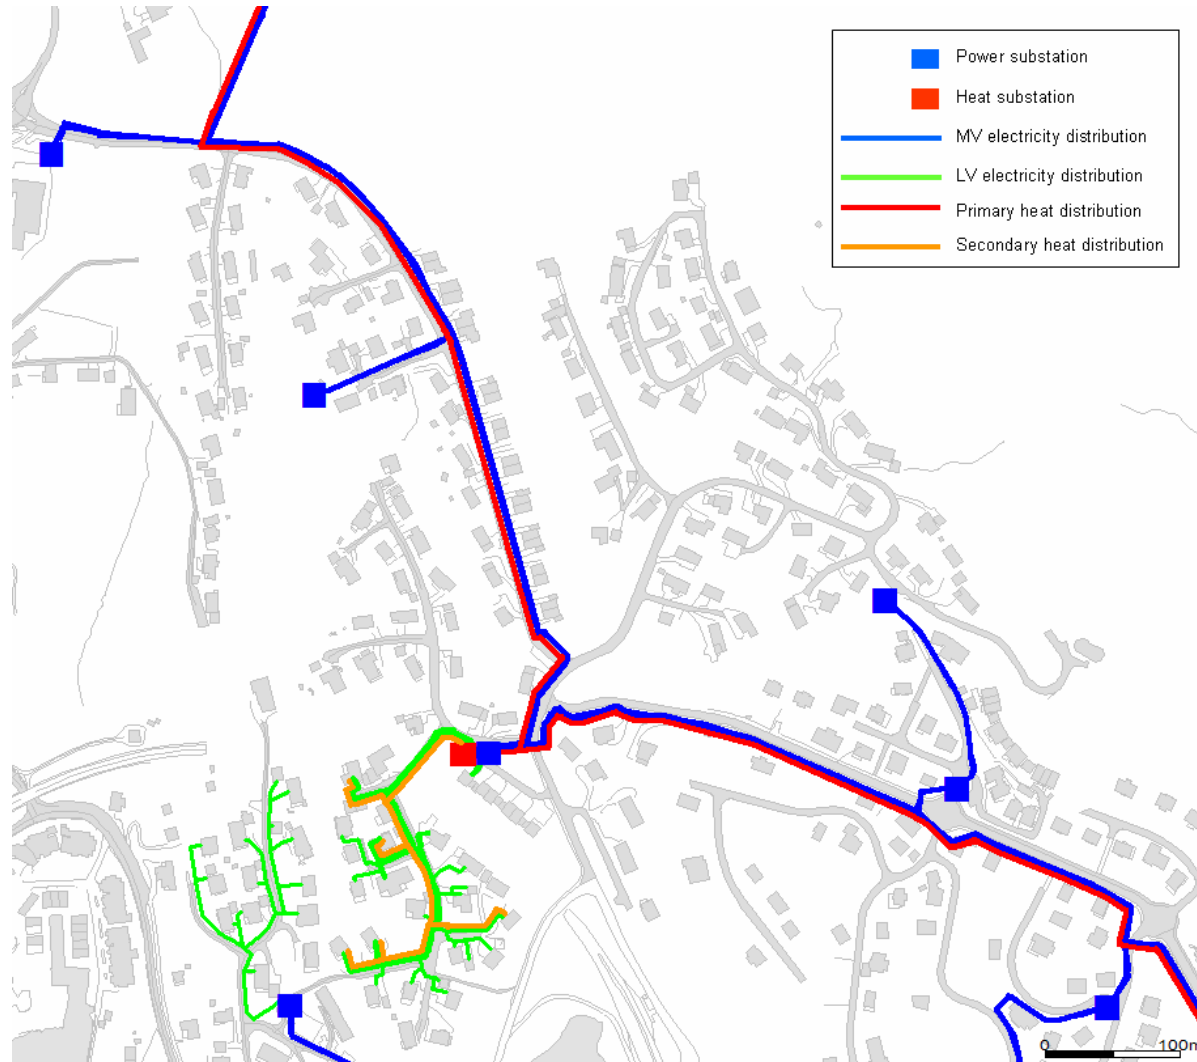 Power substation
Heat substation
MV electricity distribution
LV electricity distribution
Primary heat distribution
Secondary heat distribution
0 100m